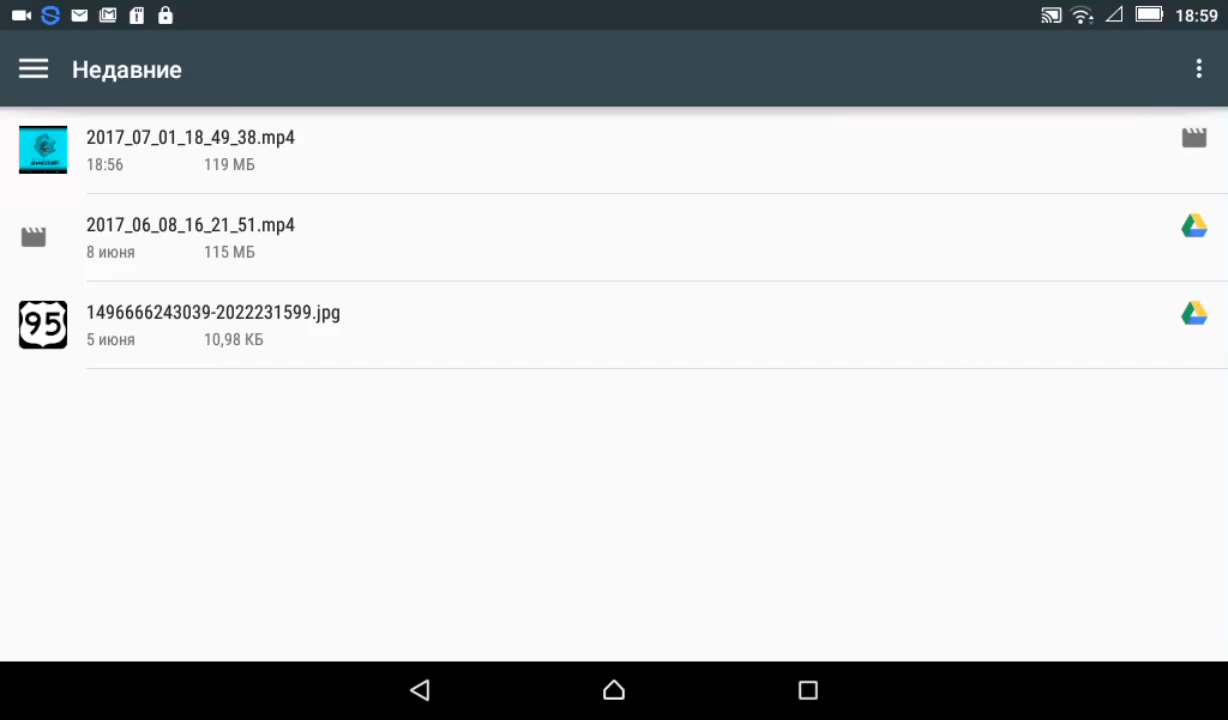 18:59
Недавние
2017_07_01_18_49_38.mp4
18:56 119 МБ
2017_06_08_16_21_51.mp4
8 июня 115 МБ
95
1496666243039-2022231599.jpg
5 июня 10,98 КБ